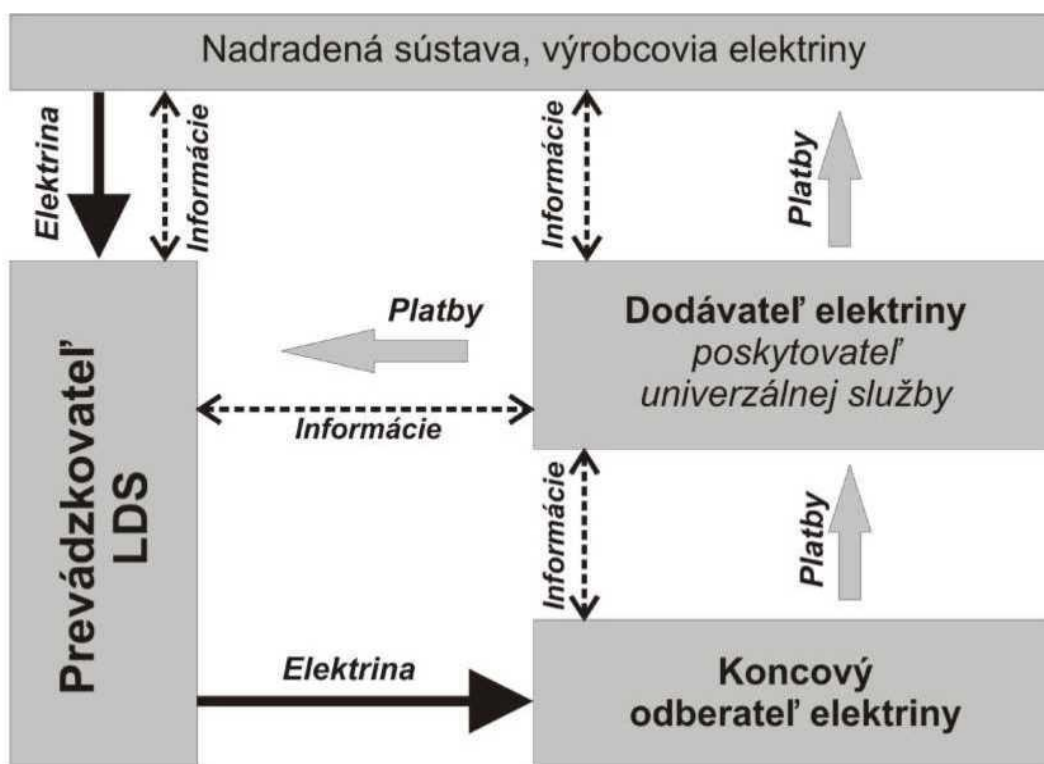 Nadradená sústava, výrobcovia elektriny
Elektrina
Informácie
Informácie
Platby
Prevádzkovateľ
LDS
Platby
Informácie
Dodávateľ elektriny
poskytovateľ
univerzálnej služby
Informácie
Platby
Elektrina
Koncový
odberateľ elektriny